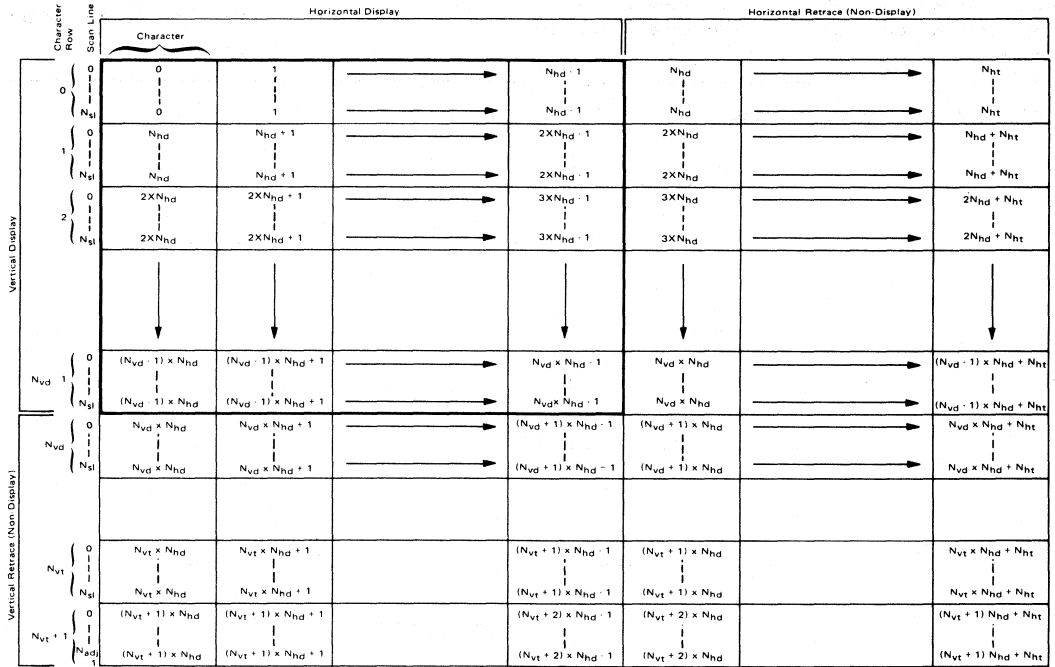 Horizontal Display Horizontal Retrace (Non-Display)
Character Row Scan Line Character
Vertical Display
0 0 0 1 Nhd - 1 Nhd Nht
Nsl 0 1 Nhd - 1 Nhd Nht
1 0 Nhd Nhd + 1 2XNhd - 1 2XNhd Nhd + Nht
Nsl Nhd Nhd + 1 2XNhd - 1 2XNhd Nhd + Nht
2 0 2XNhd 2XNhd + 1 3XNhd - 1 3XNhd 2Nhd + Nht
Nsl 2XNhd 2XNhd + 1 3XNhd - 1 3XNhd 2Nhd + Nht
Nvd 1 0 (Nvd - 1) x Nhd (Nvd - 1) x Nhd + 1 Nvd x Nhd - 1 Nvd x Nhd (Nvd - 1) x Nhd + Nht
Nsl (Nvd - 1) x Nhd (Nvd - 1) x Nhd + 1 Nvd x Nhd - 1 Nvd x Nhd (Nvd - 1) x Nhd + Nht
Vertical Retrace (Non-Display)
Nvd 0 Nvd x Nhd Nvd x Nhd + 1 (Nvd + 1) x Nhd - 1 (Nvd + 1) x Nhd Nvd x Nhd + Nht
Nsl Nvd x Nhd Nvd x Nhd + 1 (Nvd + 1) x Nhd - 1 (Nvd + 1) x Nhd Nvd x Nhd + Nht
Nvt 0 Nvt x Nhd Nvt x Nhd + 1 (Nvt + 1) x Nhd - 1 (Nvt + 1) x Nhd Nvt x Nhd + Nht
Nsl Nvt x Nhd Nvt x Nhd + 1 (Nvt + 1) x Nhd - 1 (Nvt + 1) x Nhd Nvt x Nhd + Nht
Nvt + 1 0 (Nvt + 1) x Nhd (Nvt + 1) x Nhd + 1 (Nvt + 2) x Nhd - 1 (Nvt + 2) x Nhd (Nvt + 1) Nhd + Nht
Nadj 1 (Nvt + 1) x Nhd (Nvt + 1) x Nhd + 1 (Nvt + 2) x Nhd - 1 (Nvt + 2) x Nhd (Nvt + 1) Nhd + Nht